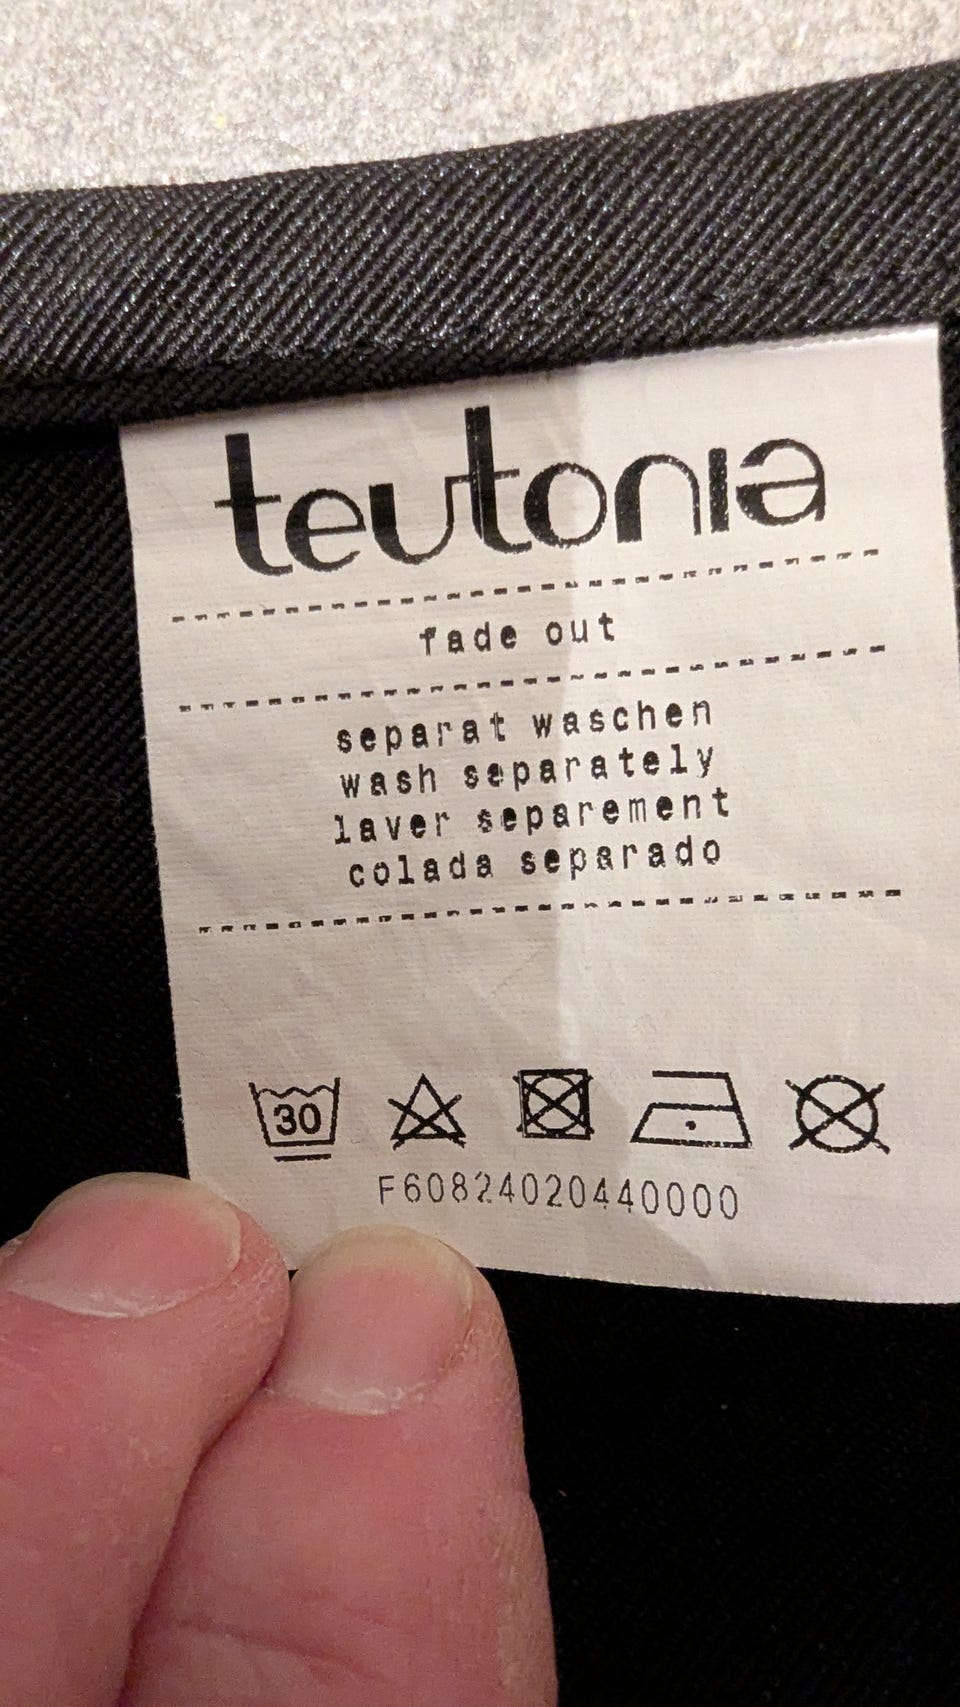 teutonia
fade out
separat waschen
wash separately
laver separement
colada separado
30
F60824020440000